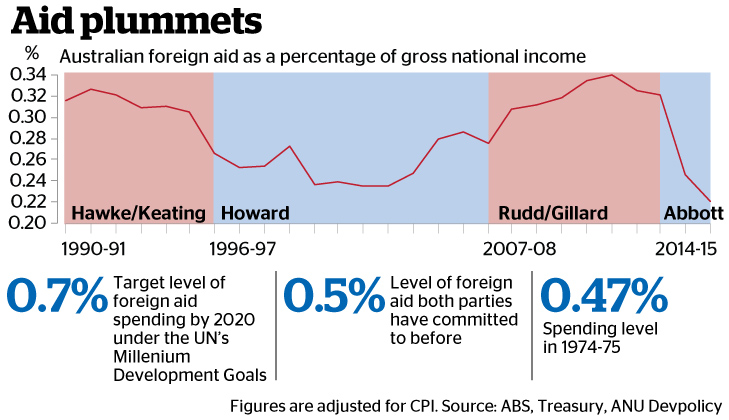 Aid plummets
% Australian foreign aid as a percentage of gross national income
0.34
0.32
0.30
0.28
0.26
0.24
0.22
0.20
Hawke/Keating Howard Rudd/Gillard Abbott
1990-91 1996-97 2007-08 2014-15
0.7%
Target level of
foreign aid
spending by 2020
under the UN's
Millenium
Development Goals
0.5%
Level of foreign
aid both parties
have committed
to before
0.47%
Spending level
in 1974-75
Figures are adjusted for CPI. Source: ABS, Treasury, ANU Devpolicy